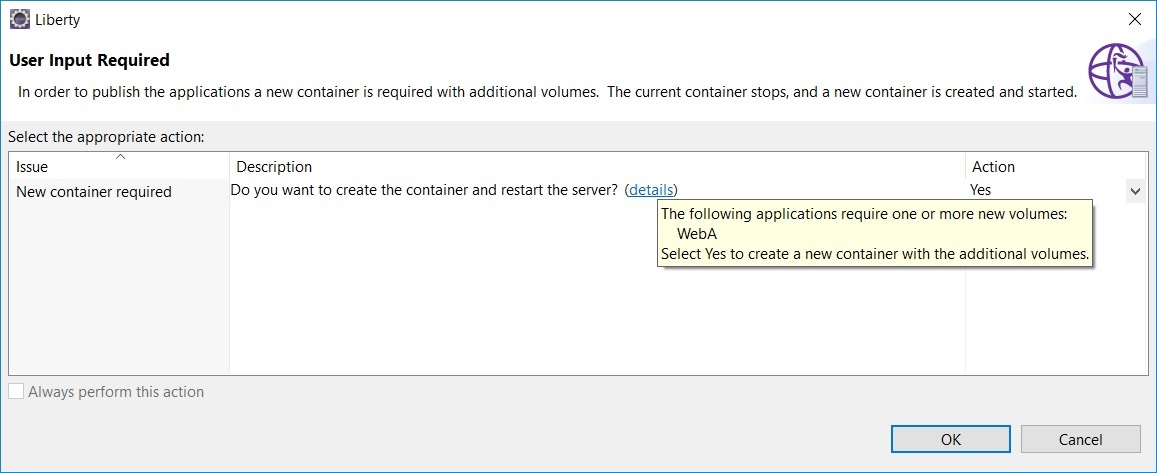 Liberty
User Input Required
In order to publish the applications a new container is required with additional volumes.  The current container stops, and a new container is created and started.
Select the appropriate action:
Issue Description Action
New container required Do you want to create the container and restart the server?  (details) Yes
The following applications require one or more new volumes:
WebA
Select Yes to create a new container with the additional volumes.
Always perform this action
OK Cancel